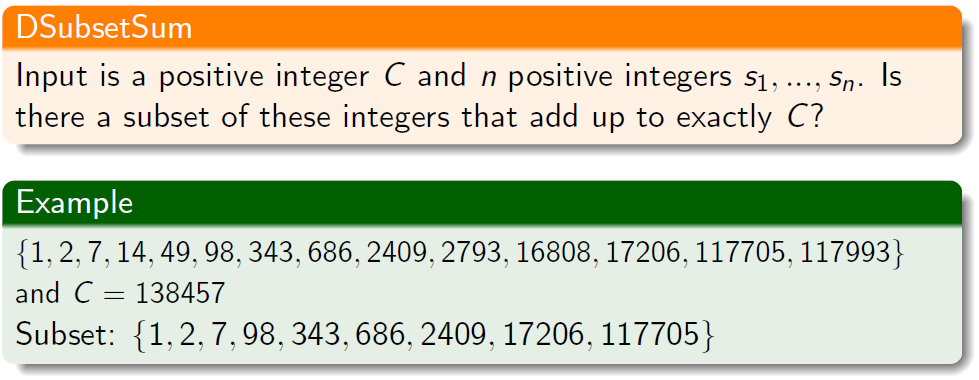 DSubsetSum
Input is a positive integer C and n positive integers s₁, ..., sₙ. Is
there a subset of these integers that add up to exactly C?
Example
{1, 2, 7, 14, 49, 98, 343, 686, 2409, 2793, 16808, 17206, 117705, 117993}
and C = 138457
Subset: {1, 2, 7, 98, 343, 686, 2409, 17206, 117705}